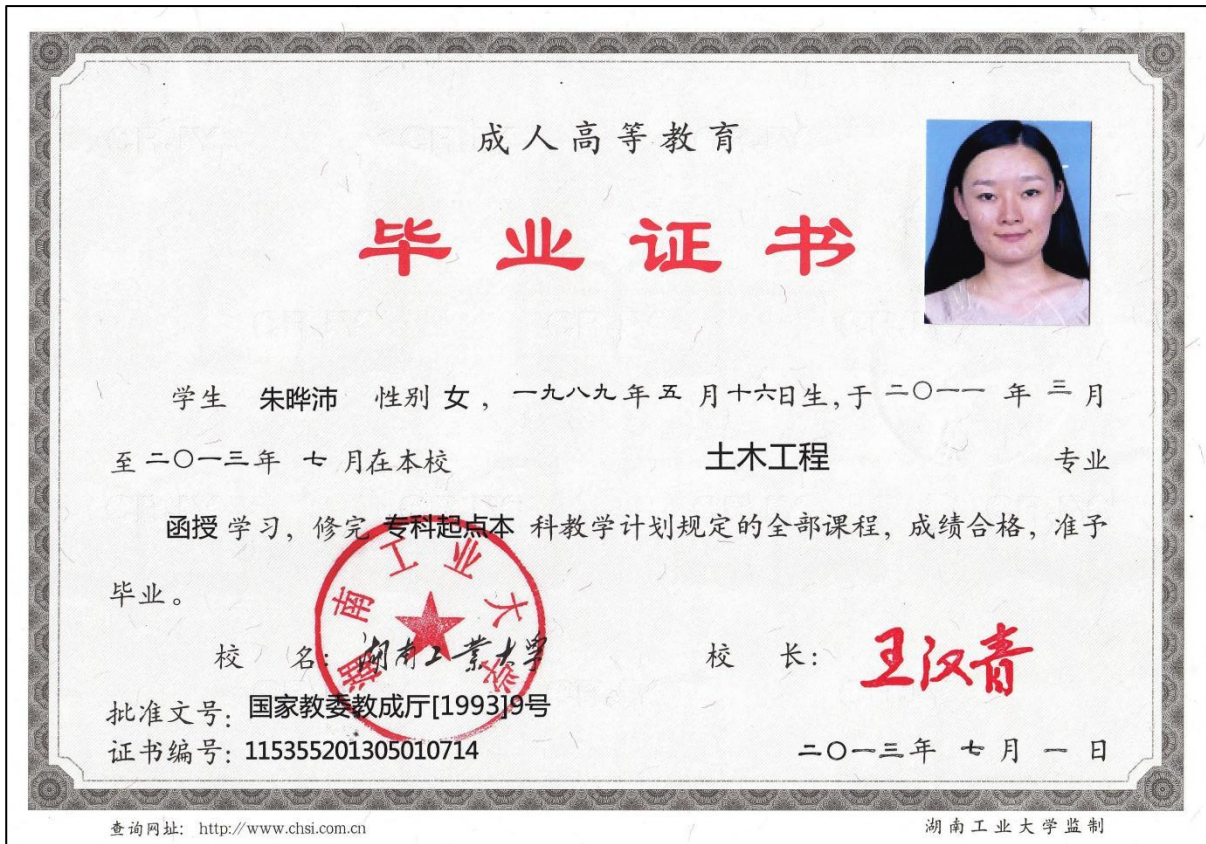 成人高等教育
毕业证书
学生 朱晔沛 性别 女，一九八九年五月十六日生，于二〇一一年三月
至二〇一三年七月在本校 土木工程 专业
函授学习，修完 专科起点本 科教学计划规定的全部课程，成绩合格，准予
毕业。
湖南工业大学
校 名：湖南工业大学 校 长：王汉青
批准文号：国家教委教成厅[1993]9号
证书编号：115355201305010714 二〇一三年七月一日
查询网址：http://www.chsi.com.cn 湖南工业大学监制